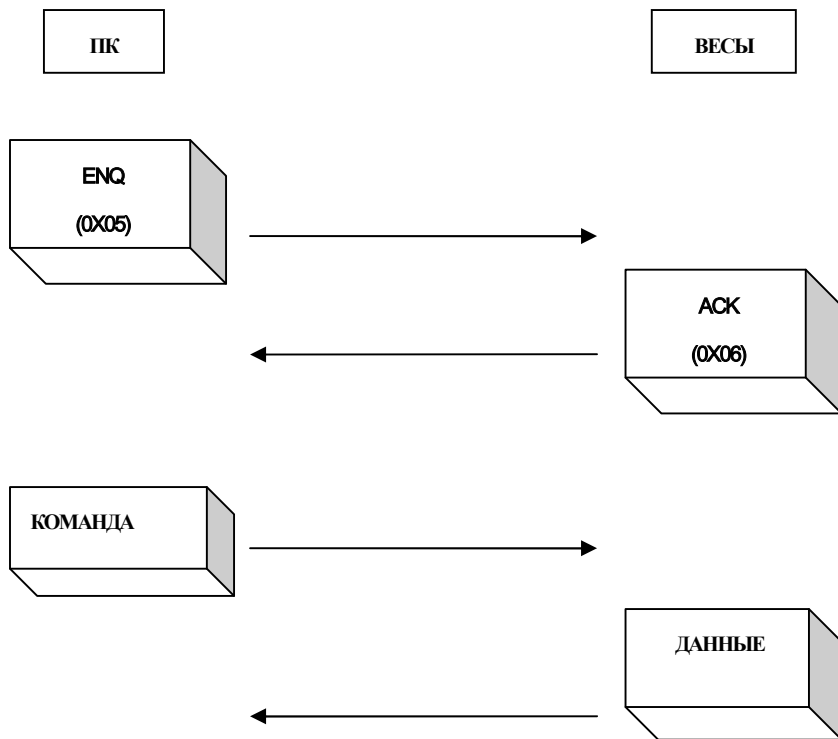 ПК
ВЕСЫ
ENQ
(0X05)
ACK
(0X06)
КОМАНДА
ДАННЫЕ